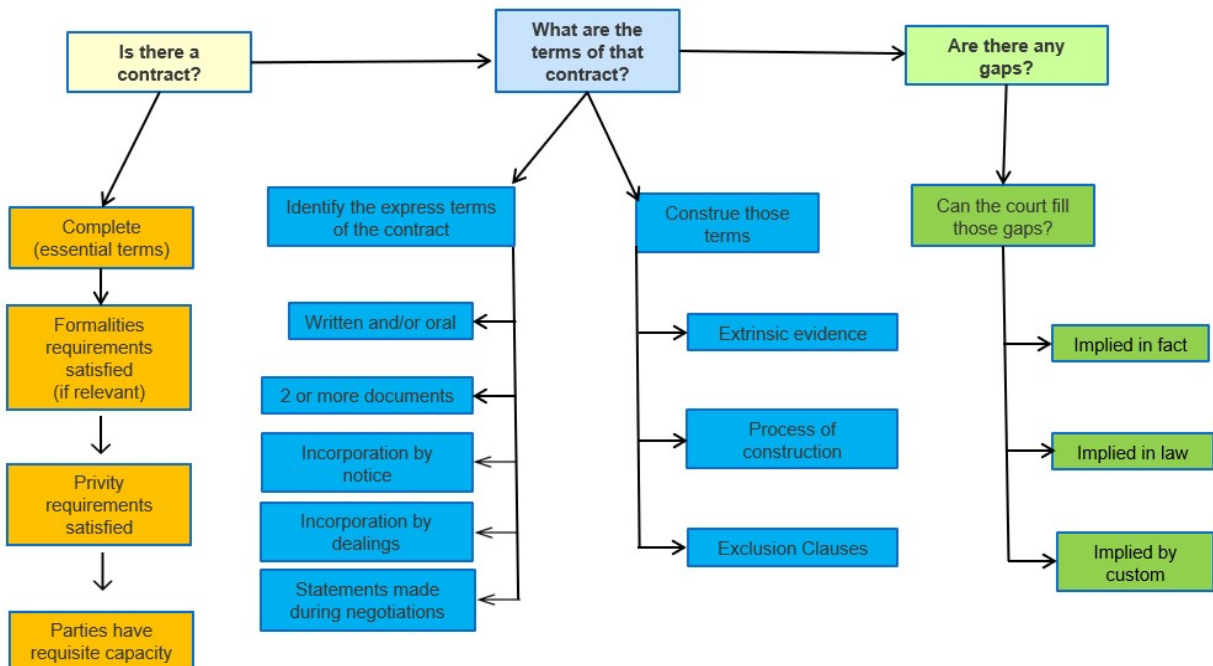 Is there a
contract?
What are the
terms of that
contract?
Are there any
gaps?
Complete
(essential terms)
Formalities
requirements
satisfied
(if relevant)
Privity
requirements
satisfied
Parties have
requisite capacity
Identify the express terms
of the contract
Written and/or oral
2 or more documents
Incorporation by
notice
Incorporation by
dealings
Statements made
during negotiations
Construe those
terms
Extrinsic evidence
Process of
construction
Exclusion Clauses
Can the court fill
those gaps?
Implied in fact
Implied in law
Implied by
custom